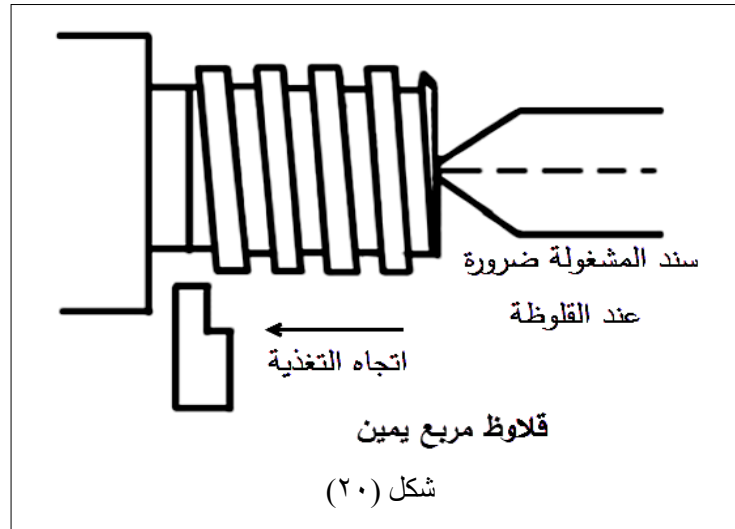 سند المشغولة ضرورة
عند القلوظة
اتجاه التغذية
قلاوظ مربع يمين
شكل (٢٠)